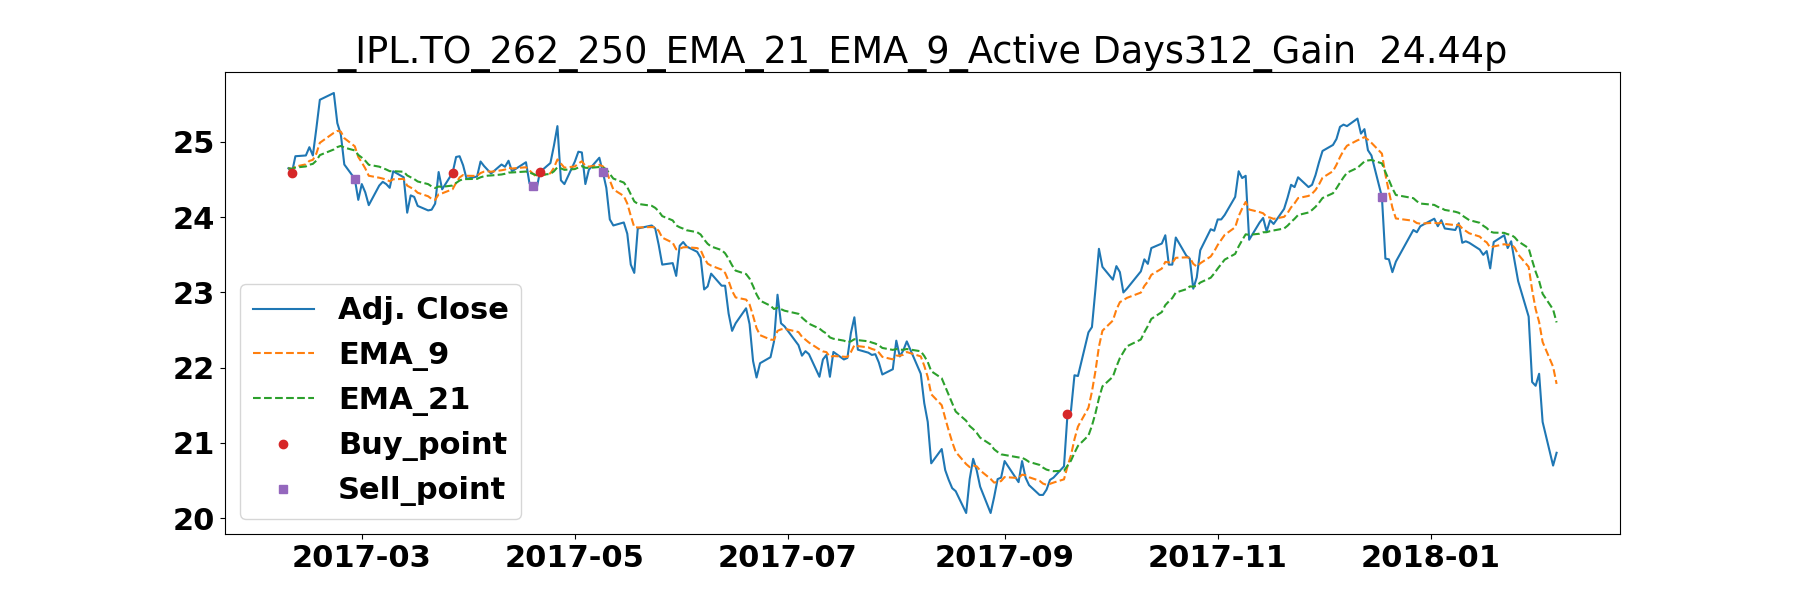 _IPL.TO_262_250_EMA_21_EMA_9_Active Days312_Gain  24.44p
25
24
23
22
21
20
Adj. Close
EMA_9
EMA_21
Buy_point
Sell_point
2017-03 2017-05 2017-07 2017-09 2017-11 2018-01